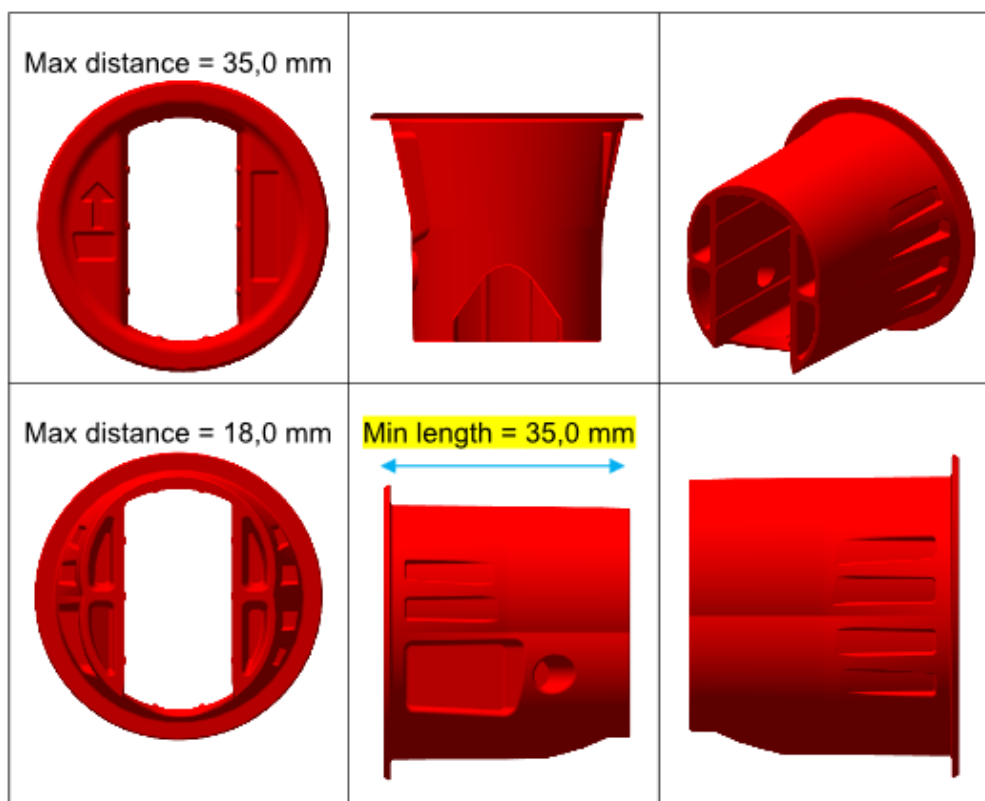 Max distance = 35,0 mm
Max distance = 18,0 mm
Min length = 35,0 mm